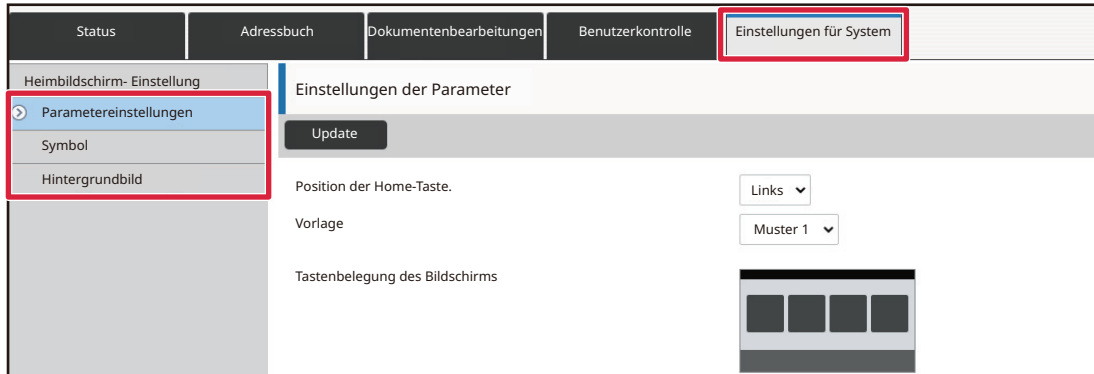 Status
Adressbuch
Dokumentenbearbeitungen
Benutzerkontrolle
Einstellungen für System
Heimbildschirm- Einstellung
Parametereinstellungen
Symbol
Hintergrundbild
Einstellungen der Parameter
Update
Position der Home-Taste.
Links
Vorlage
Muster 1
Tastenbelegung des Bildschirms